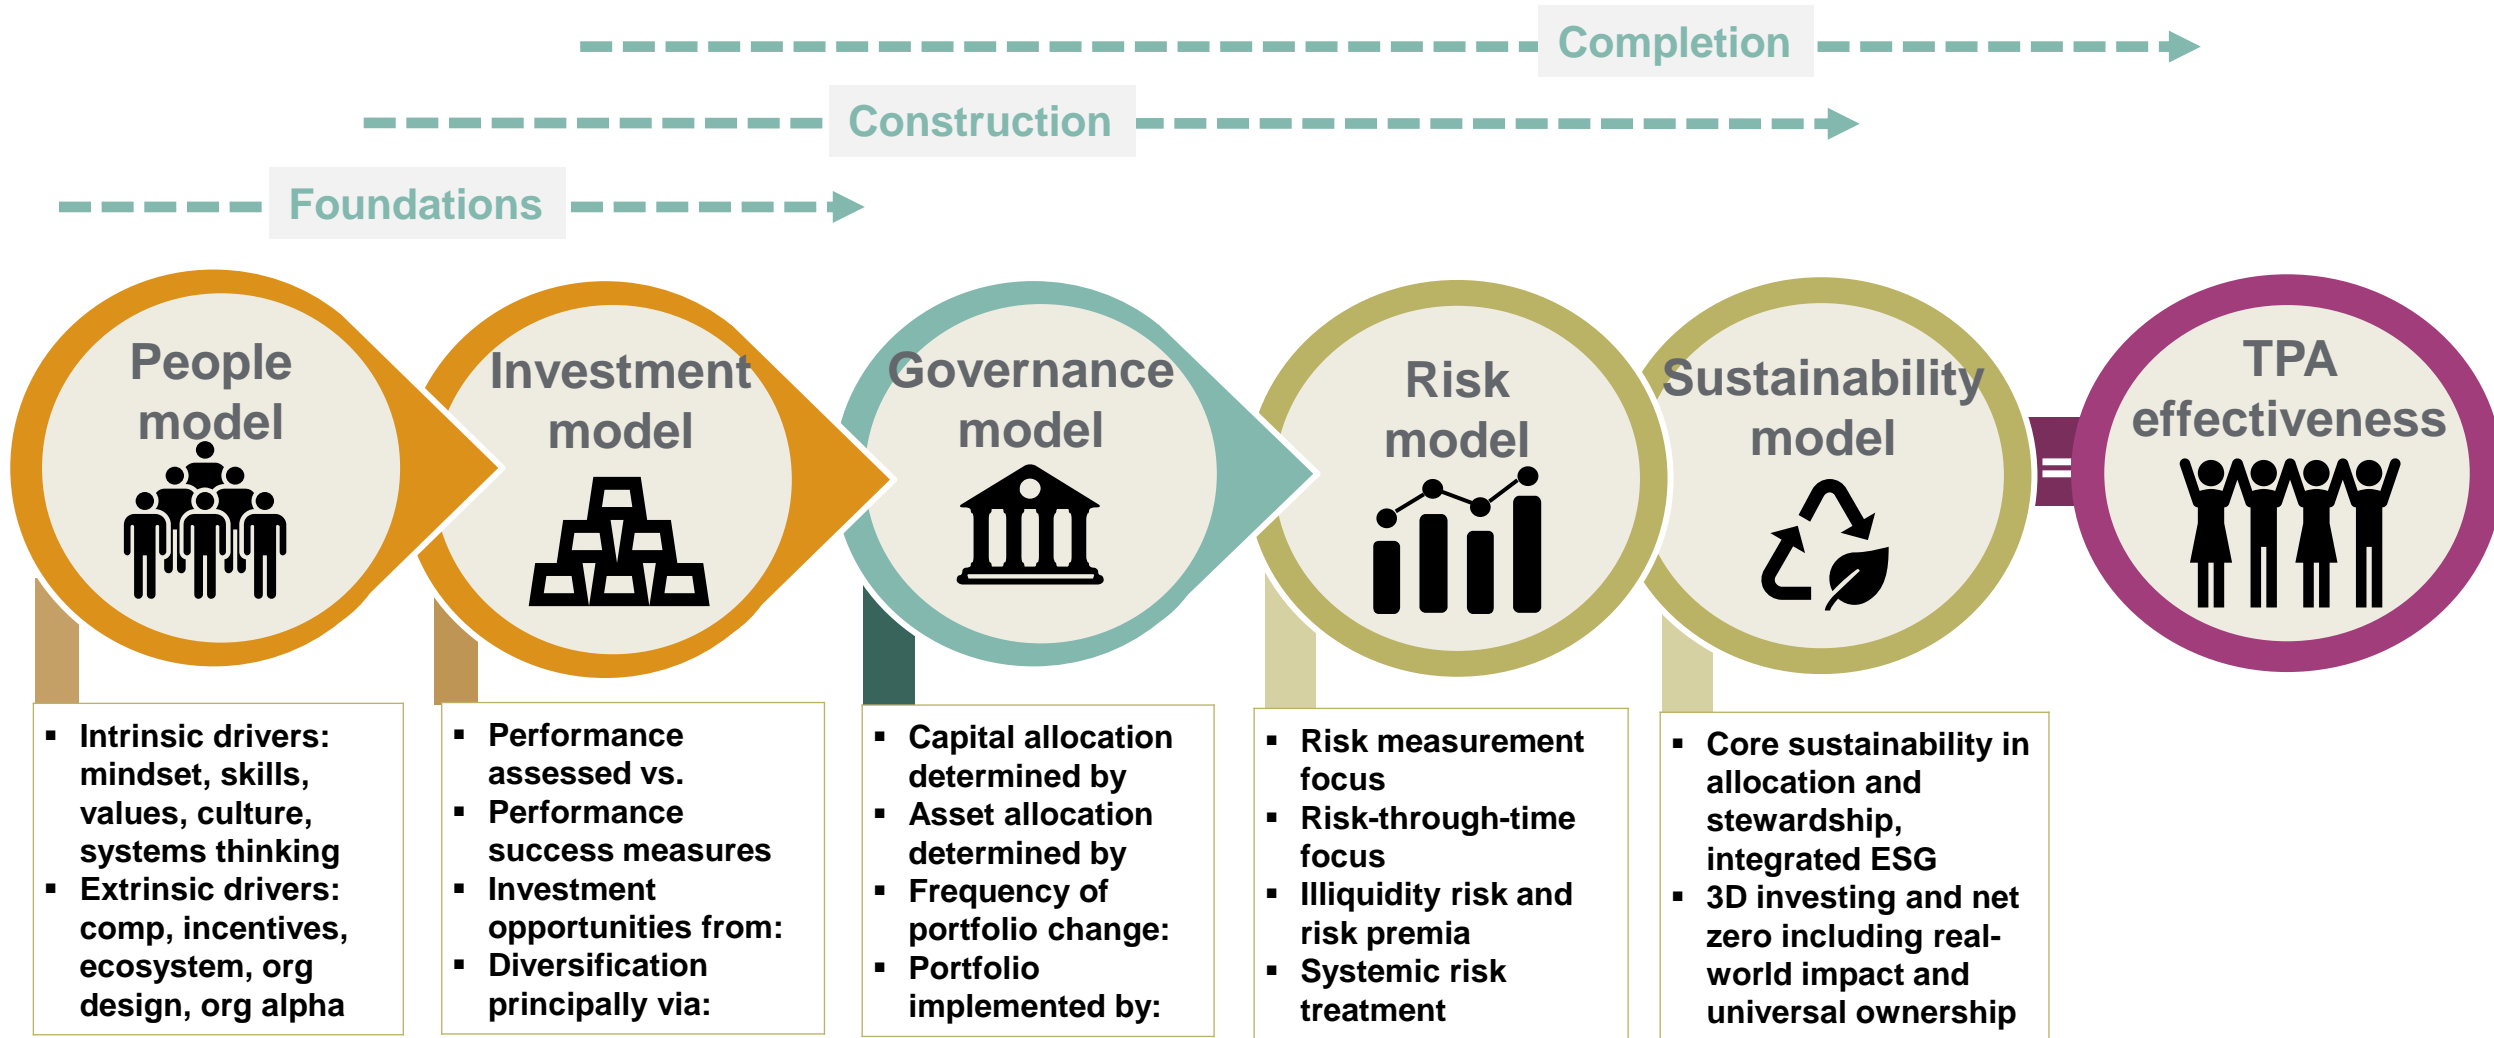 Completion
Construction
Foundations
People
model
Investment
model
Governance
model
Risk
model
Sustainability
model
=
TPA
effectiveness
▪ Intrinsic drivers:
mindset, skills,
values, culture,
systems thinking
▪ Extrinsic drivers:
comp, incentives,
ecosystem, org
design, org alpha
▪ Performance
assessed vs.
▪ Performance
success measures
▪ Investment
opportunities from:
▪ Diversification
principally via:
▪ Capital allocation
determined by
▪ Asset allocation
determined by
▪ Frequency of
portfolio change:
▪ Portfolio
implemented by:
▪ Risk measurement
focus
▪ Risk-through-time
focus
▪ Illiquidity risk and
risk premia
▪ Systemic risk
treatment
▪ Core sustainability in
allocation and
stewardship,
integrated ESG
▪ 3D investing and net
zero including real-
world impact and
universal ownership